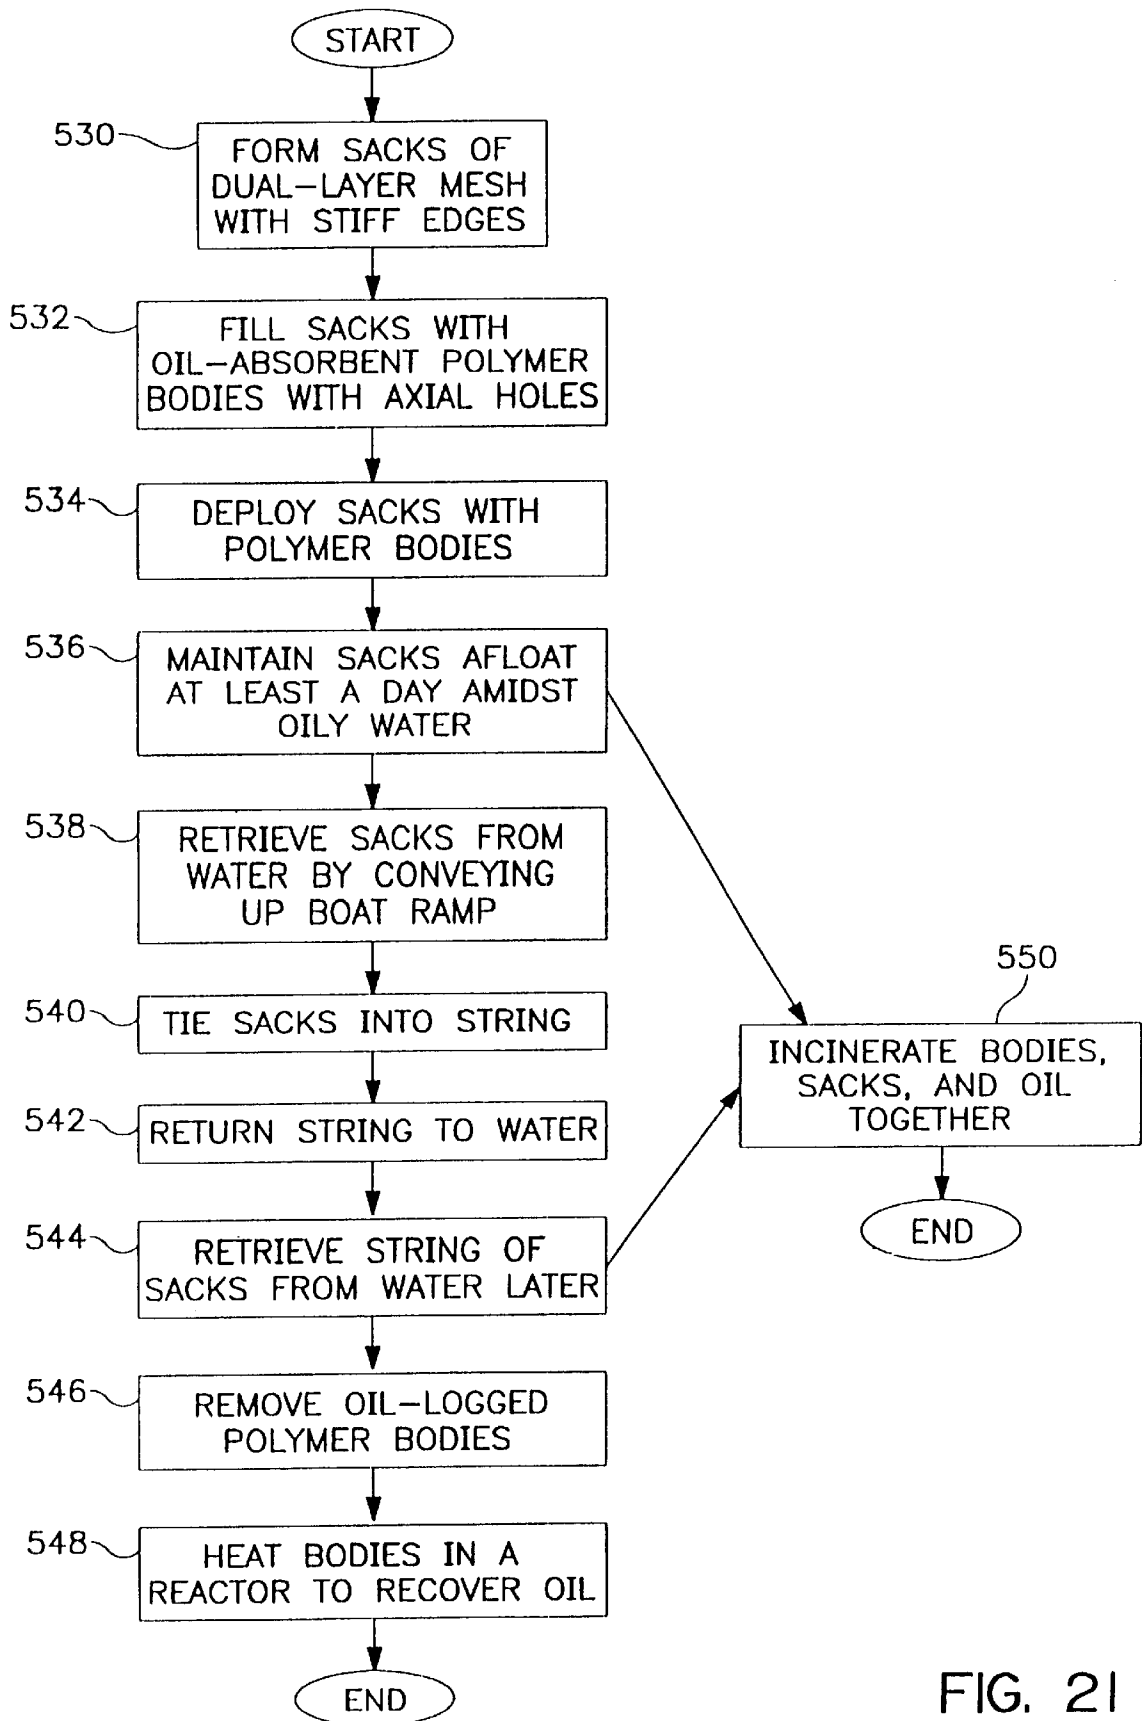 START
530
FORM SACKS OF
DUAL-LAYER MESH
WITH STIFF EDGES
532
FILL SACKS WITH
OIL-ABSORBENT POLYMER
BODIES WITH AXIAL HOLES
534
DEPLOY SACKS WITH
POLYMER BODIES
536
MAINTAIN SACKS AFLOAT
AT LEAST A DAY AMIDST
OILY WATER
538
RETRIEVE SACKS FROM
WATER BY CONVEYING
UP BOAT RAMP
540
TIE SACKS INTO STRING
542
RETURN STRING TO WATER
544
RETRIEVE STRING OF
SACKS FROM WATER LATER
546
REMOVE OIL-LOGGED
POLYMER BODIES
548
HEAT BODIES IN A
REACTOR TO RECOVER OIL
END
550
INCINERATE BODIES,
SACKS, AND OIL
TOGETHER
END
FIG. 21